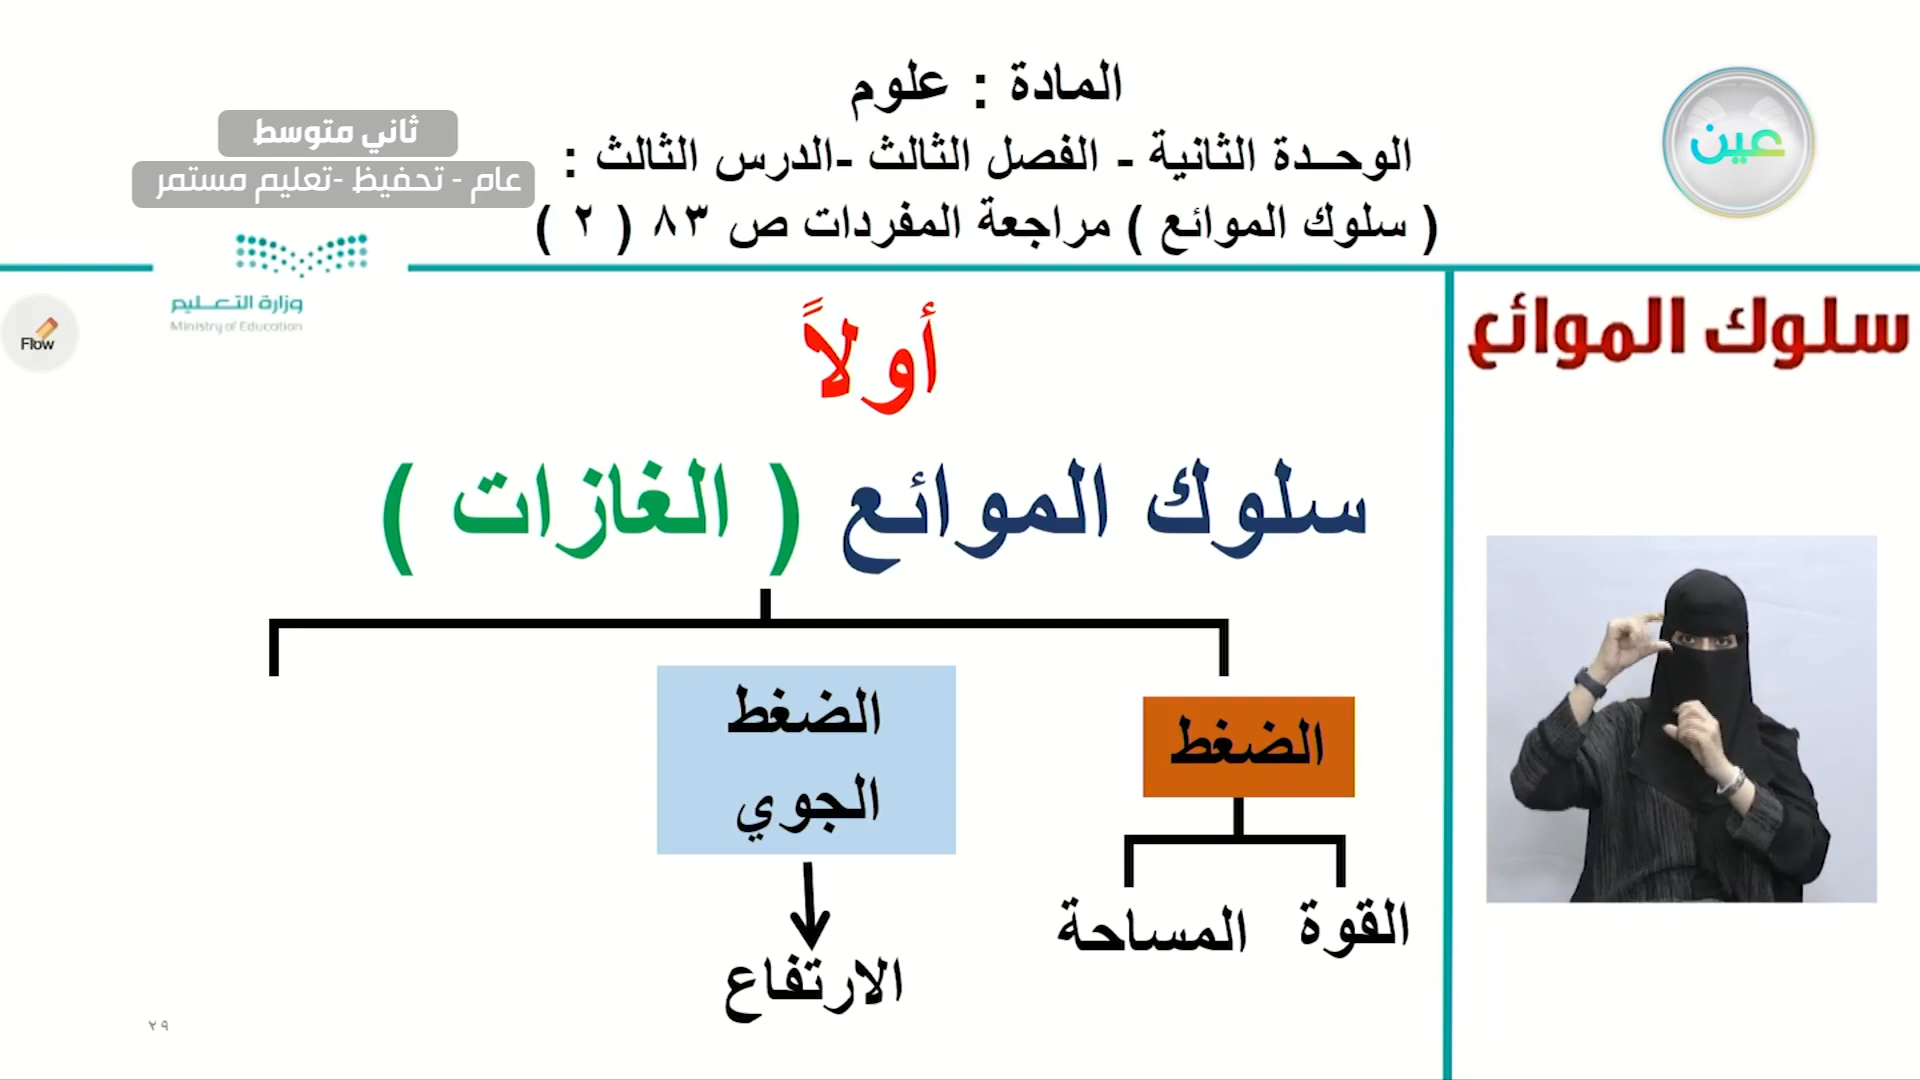 المادة : علوم
الوحـدة الثانية - الفصل الثالث -الدرس الثالث :
( سلوك الموائع ) مراجعة المفردات ص ٨٣ ( ٢ )
عين
ثاني متوسط
عام - تحفيظ -تعليم مستمر
وزارة التعـليم
Ministry of Education
Flow
سلوك الموائع
أولاً
سلوك الموائع ( الغازات )
الضغط
القوة
المساحة
الضغط
الجوي
الارتفاع
٢٩